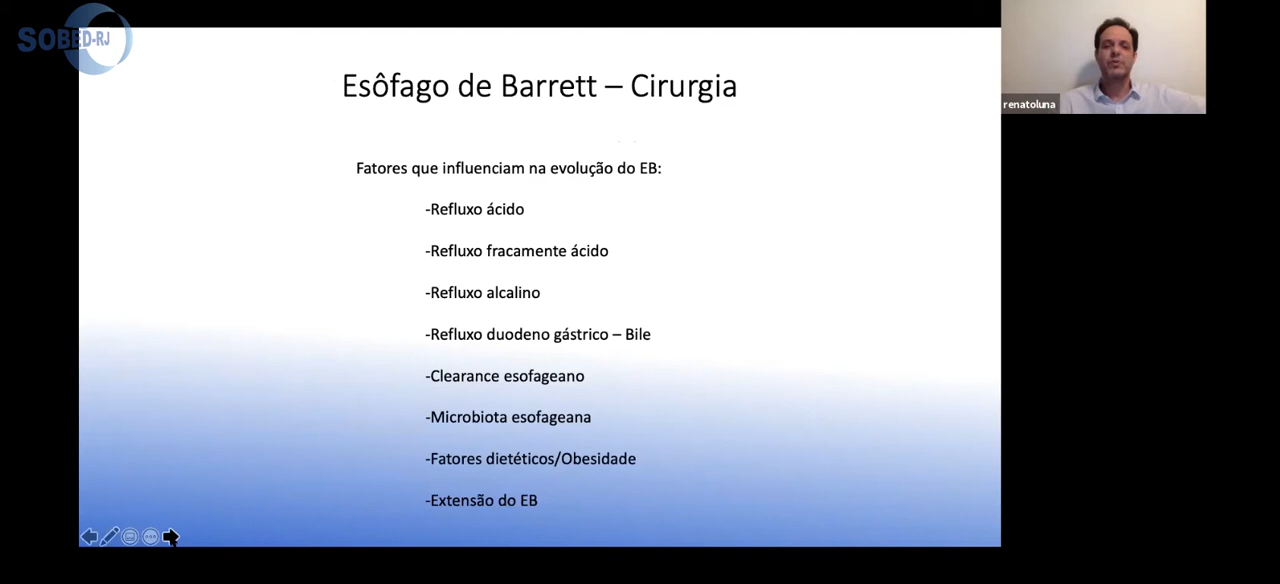 SOBED-RJ
Esôfago de Barrett – Cirurgia
renatoluna
Fatores que influenciam na evolução do EB:
-Refluxo ácido
-Refluxo fracamente ácido
-Refluxo alcalino
-Refluxo duodeno gástrico – Bile
-Clearance esofageano
-Microbiota esofageana
-Fatores dietéticos/Obesidade
-Extensão do EB